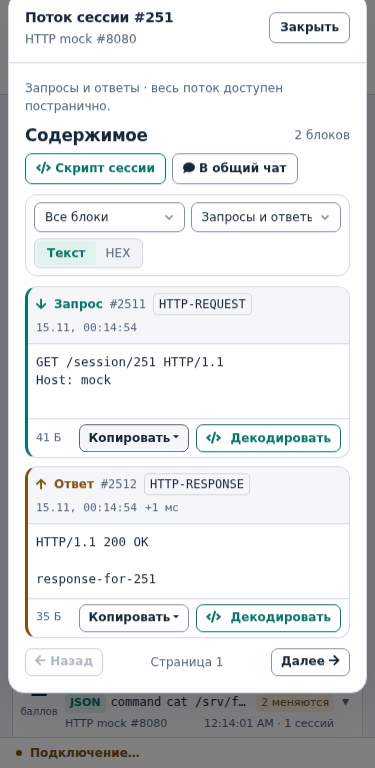 Поток сессии #251
HTTP mock #8080
Закрыть
Запросы и ответы · весь поток доступен
постранично.
Содержимое
2 блоков
</> Скрипт сессии
В общий чат
Все блоки
Запросы и ответы
Текст
HEX
Запрос #2511 HTTP-REQUEST
15.11, 00:14:54
GET /session/251 HTTP/1.1
Host: mock
41 Б
Копировать
</> Декодировать
Ответ #2512 HTTP-RESPONSE
15.11, 00:14:54 +1 мс
HTTP/1.1 200 OK
response-for-251
35 Б
Копировать
</> Декодировать
← Назад
Страница 1
Далее →
баллов
JSON command cat /srv/f… 2 меняются ▼
HTTP mock #8080 12:14:01 AM · 1 сессий
Подключение…